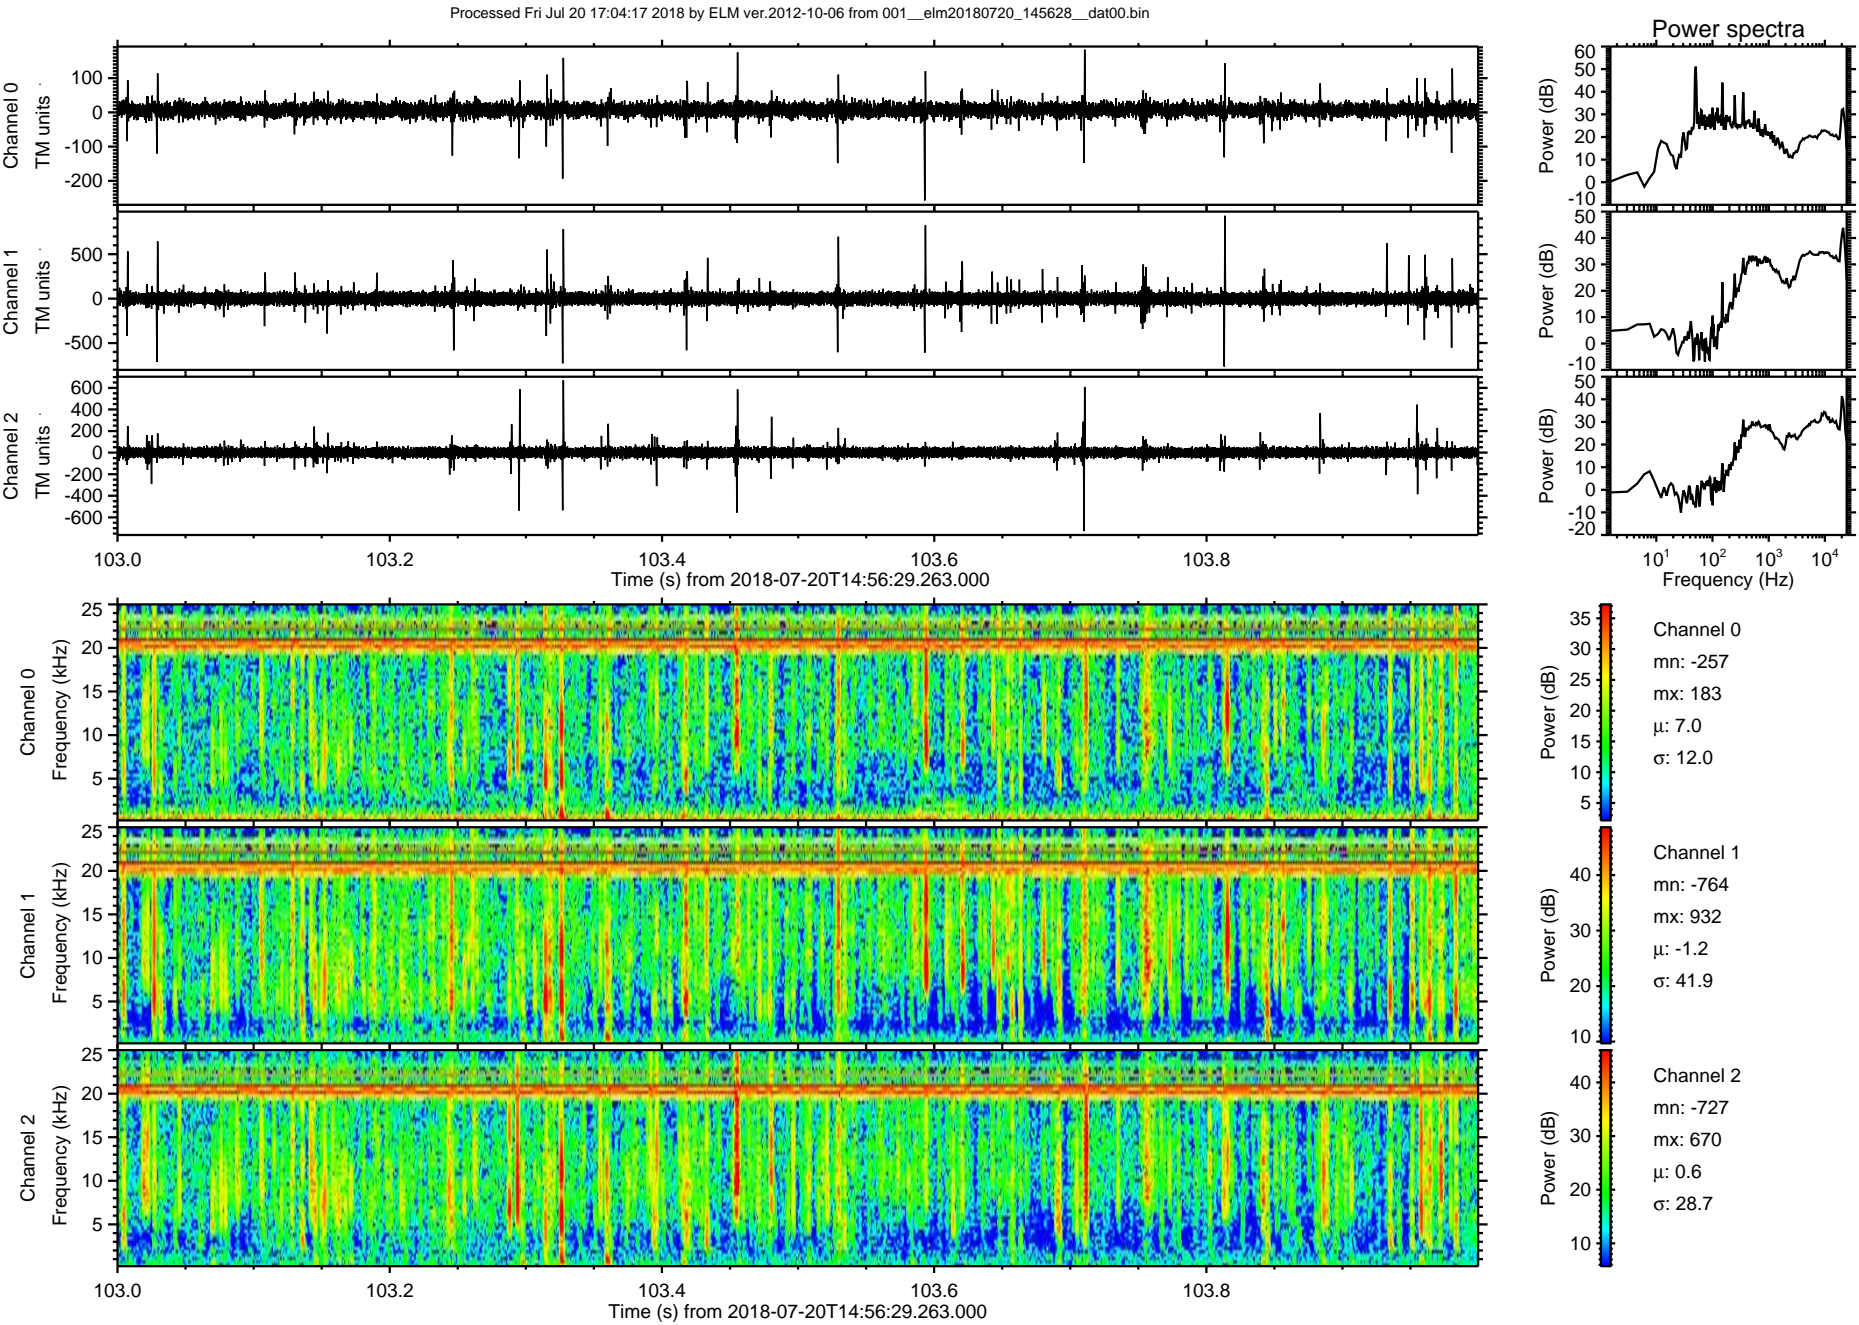 Processed Fri Jul 20 17:04:17 2018 by ELM ver.2012-10-06 from 001__elm20180720_145628__dat00.bin
Power spectra
Channel 0
TM units
100
0
-100
-200
Power (dB)
60
50
40
30
20
10
0
-10
Channel 1
TM units
500
0
-500
Power (dB)
50
40
30
20
10
0
-10
Channel 2
TM units
600
400
200
0
-200
-400
-600
Power (dB)
50
40
30
20
10
0
-10
-20
103.0 103.2 103.4 103.6 103.8
Time (s) from 2018-07-20T14:56:29.263.000
10^1 10^2 10^3 10^4
Frequency (Hz)
Channel 0
Frequency (kHz)
25
20
15
10
5
Power (dB)
35
30
25
20
15
10
5
Channel 0
mn: -257
mx: 183
μ: 7.0
σ: 12.0
Channel 1
Frequency (kHz)
25
20
15
10
5
Power (dB)
40
30
20
10
Channel 1
mn: -764
mx: 932
μ: -1.2
σ: 41.9
Channel 2
Frequency (kHz)
25
20
15
10
5
Power (dB)
40
30
20
10
Channel 2
mn: -727
mx: 670
μ: 0.6
σ: 28.7
103.0 103.2 103.4 103.6 103.8
Time (s) from 2018-07-20T14:56:29.263.000